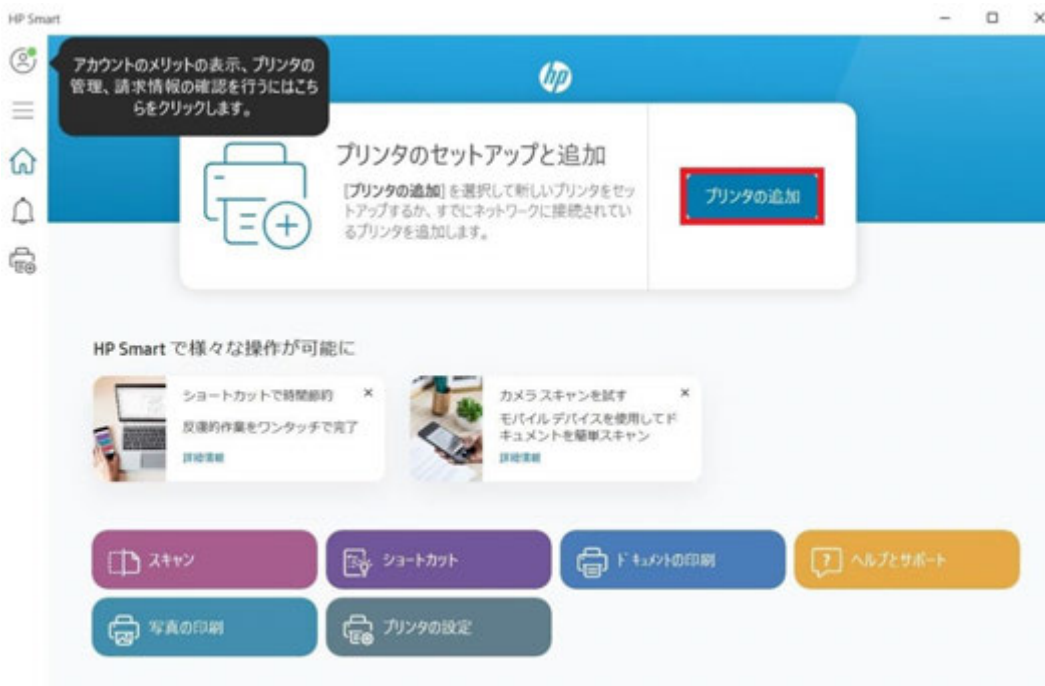 HP Smart
アカウントのメリットの表示、プリンタの
管理、請求情報の確認を行うにはこち
らをクリックします。
hp
プリンタのセットアップと追加
[プリンタの追加] を選択して新しいプリンタをセッ
トアップするか、すでにネットワークに接続されてい
るプリンタを追加します。
プリンタの追加
HP Smart で様々な操作が可能に
ショートカットで時間節約
反復的作業をワンタッチで完了
詳細情報
カメラ スキャンを試す
モバイル デバイスを使用してド
キュメントを簡単スキャン
詳細情報
スキャン
ショートカット
ドキュメントの印刷
ヘルプとサポート
写真の印刷
プリンタの設定